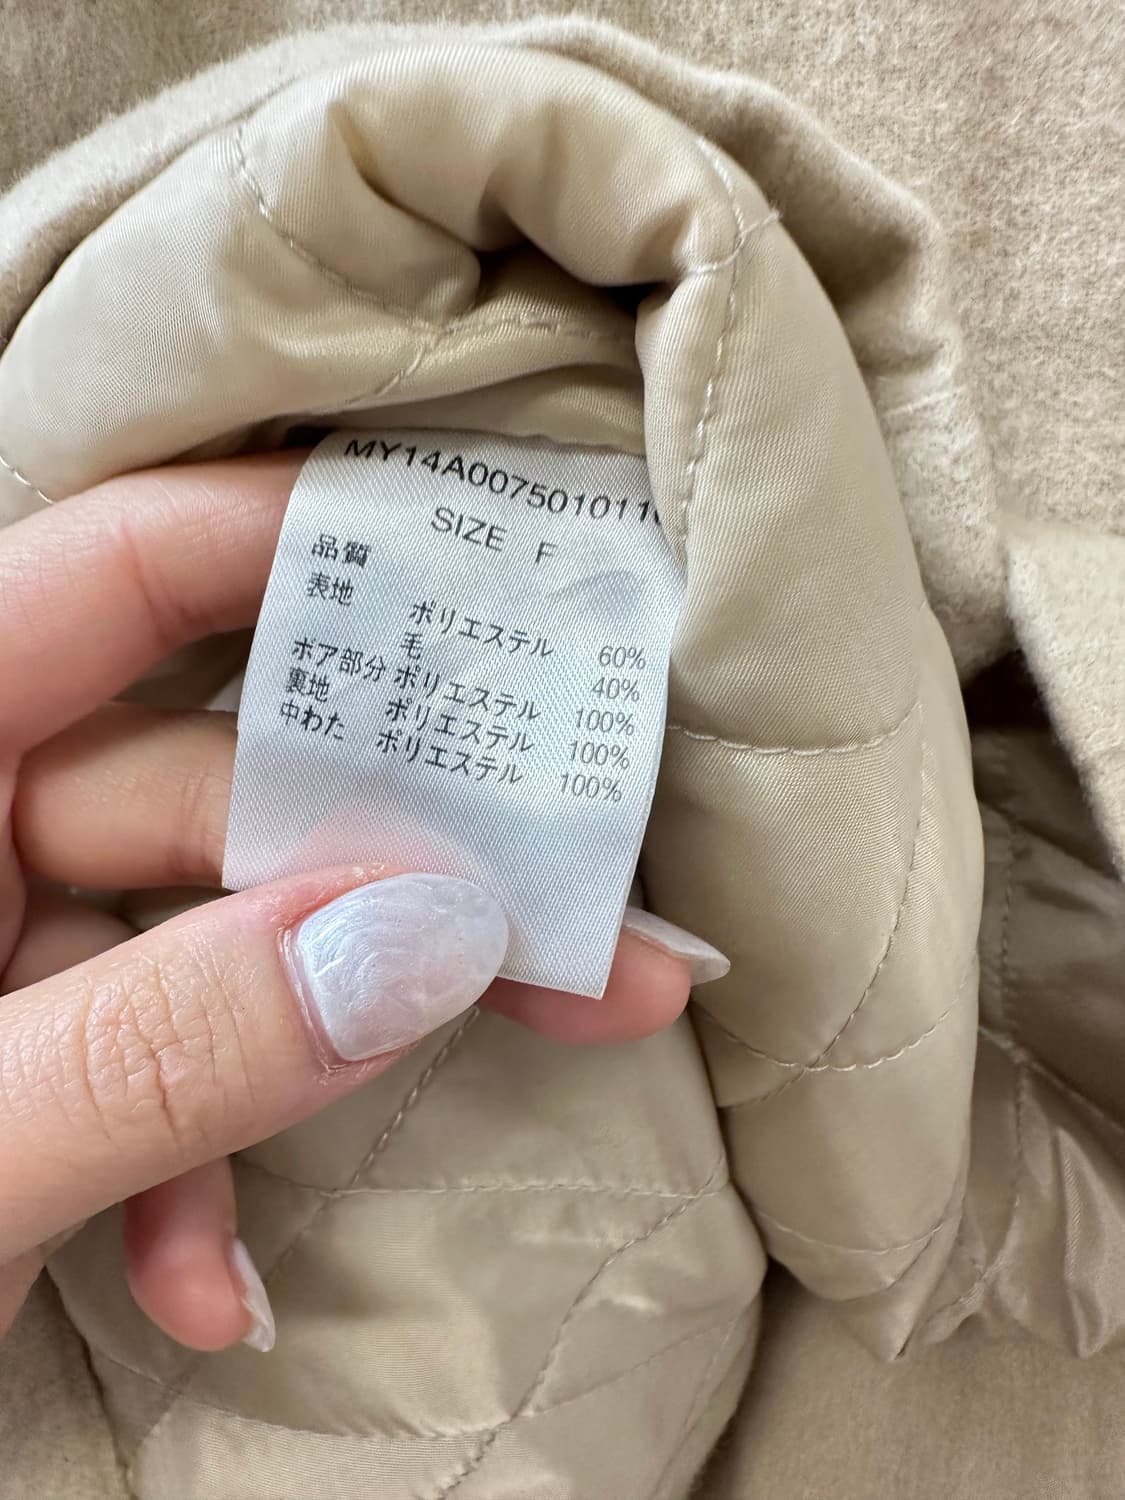 MY14A007501011
SIZE F
品質
表地 ポリエステル 60%
毛 40%
ボア部分 ポリエステル 100%
裏地 ポリエステル 100%
中わた ポリエステル 100%